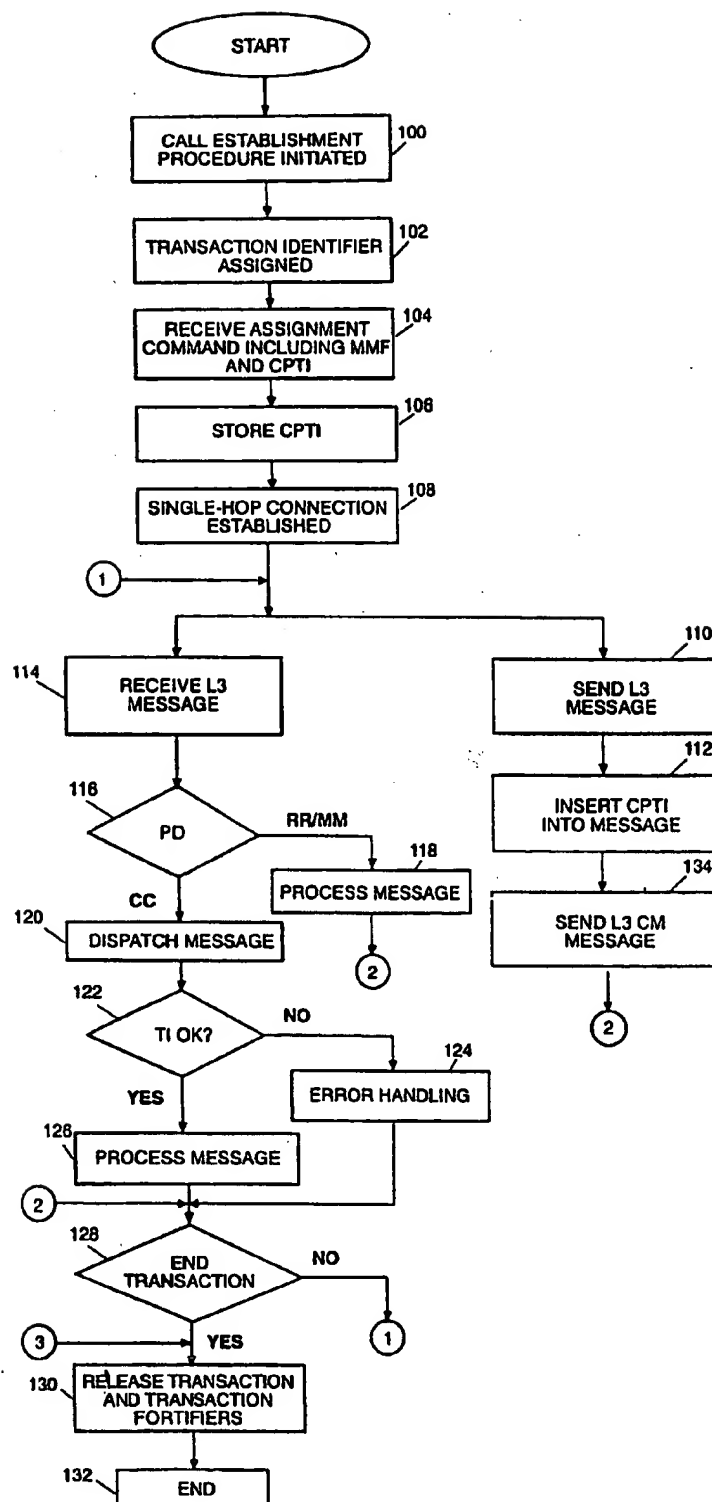 START
CALL ESTABLISHMENT
PROCEDURE INITIATED
100
TRANSACTION IDENTIFIER
ASSIGNED
102
RECEIVE ASSIGNMENT
COMMAND INCLUDING MMF
AND CPTI
104
STORE CPTI
106
SINGLE-HOP CONNECTION
ESTABLISHED
108
1
114
RECEIVE L3
MESSAGE
110
SEND L3
MESSAGE
116
PD
RR/MM
CC
118
PROCESS MESSAGE
2
112
INSERT CPTI
INTO MESSAGE
134
SEND L3 CM
MESSAGE
2
120
DISPATCH MESSAGE
122
TI OK?
NO
YES
124
ERROR HANDLING
126
PROCESS MESSAGE
2
128
END
TRANSACTION
NO
1
3
YES
130
RELEASE TRANSACTION
AND TRANSACTION
FORTIFIERS
132
END